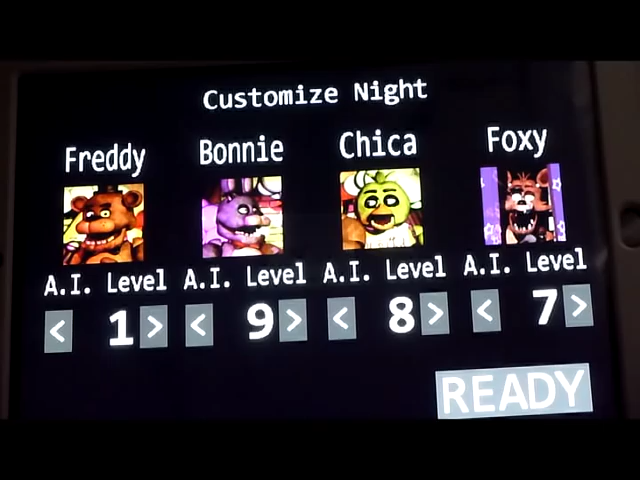 Customize Night
Freddy Bonnie Chica Foxy
A.I. Level A.I. Level A.I. Level A.I. Level
< 1 > < 9 > < 8 > < 7 >
READY